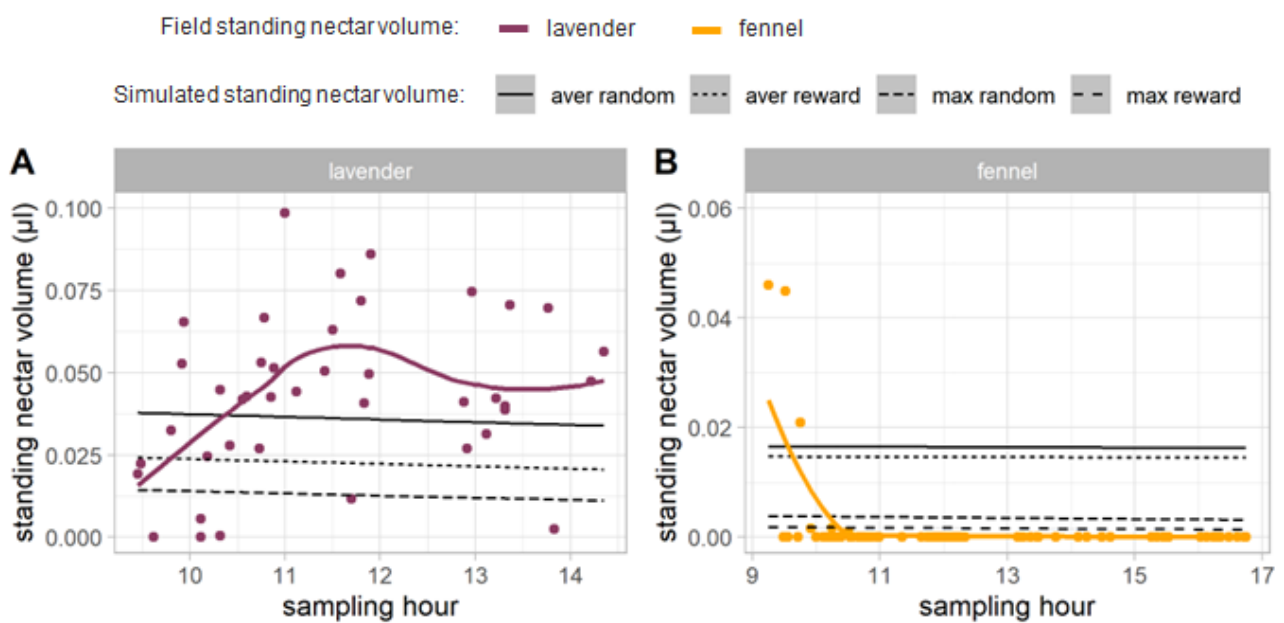 Field standing nectar volume: lavender fennel
Simulated standing nectar volume: aver random aver reward max random max reward
A B
lavender fennel
standing nectar volume (µl)
0.100
0.075
0.050
0.025
0.000
10 11 12 13 14
sampling hour
standing nectar volume (µl)
0.06
0.04
0.02
0.00
9 11 13 15 17
sampling hour